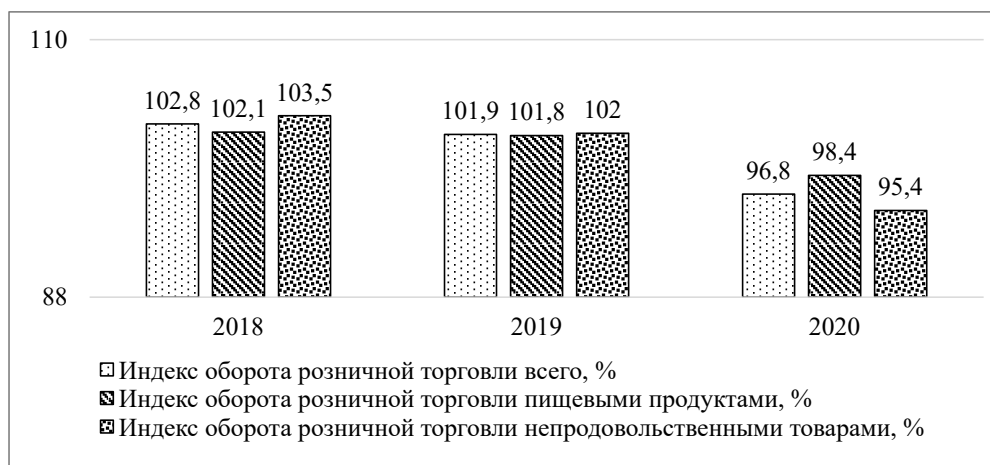 110
102,8 102,1 103,5
101,9 101,8 102
96,8 98,4 95,4
88
2018 2019 2020
Индекс оборота розничной торговли всего, %
Индекс оборота розничной торговли пищевыми продуктами, %
Индекс оборота розничной торговли непродовольственными товарами, %